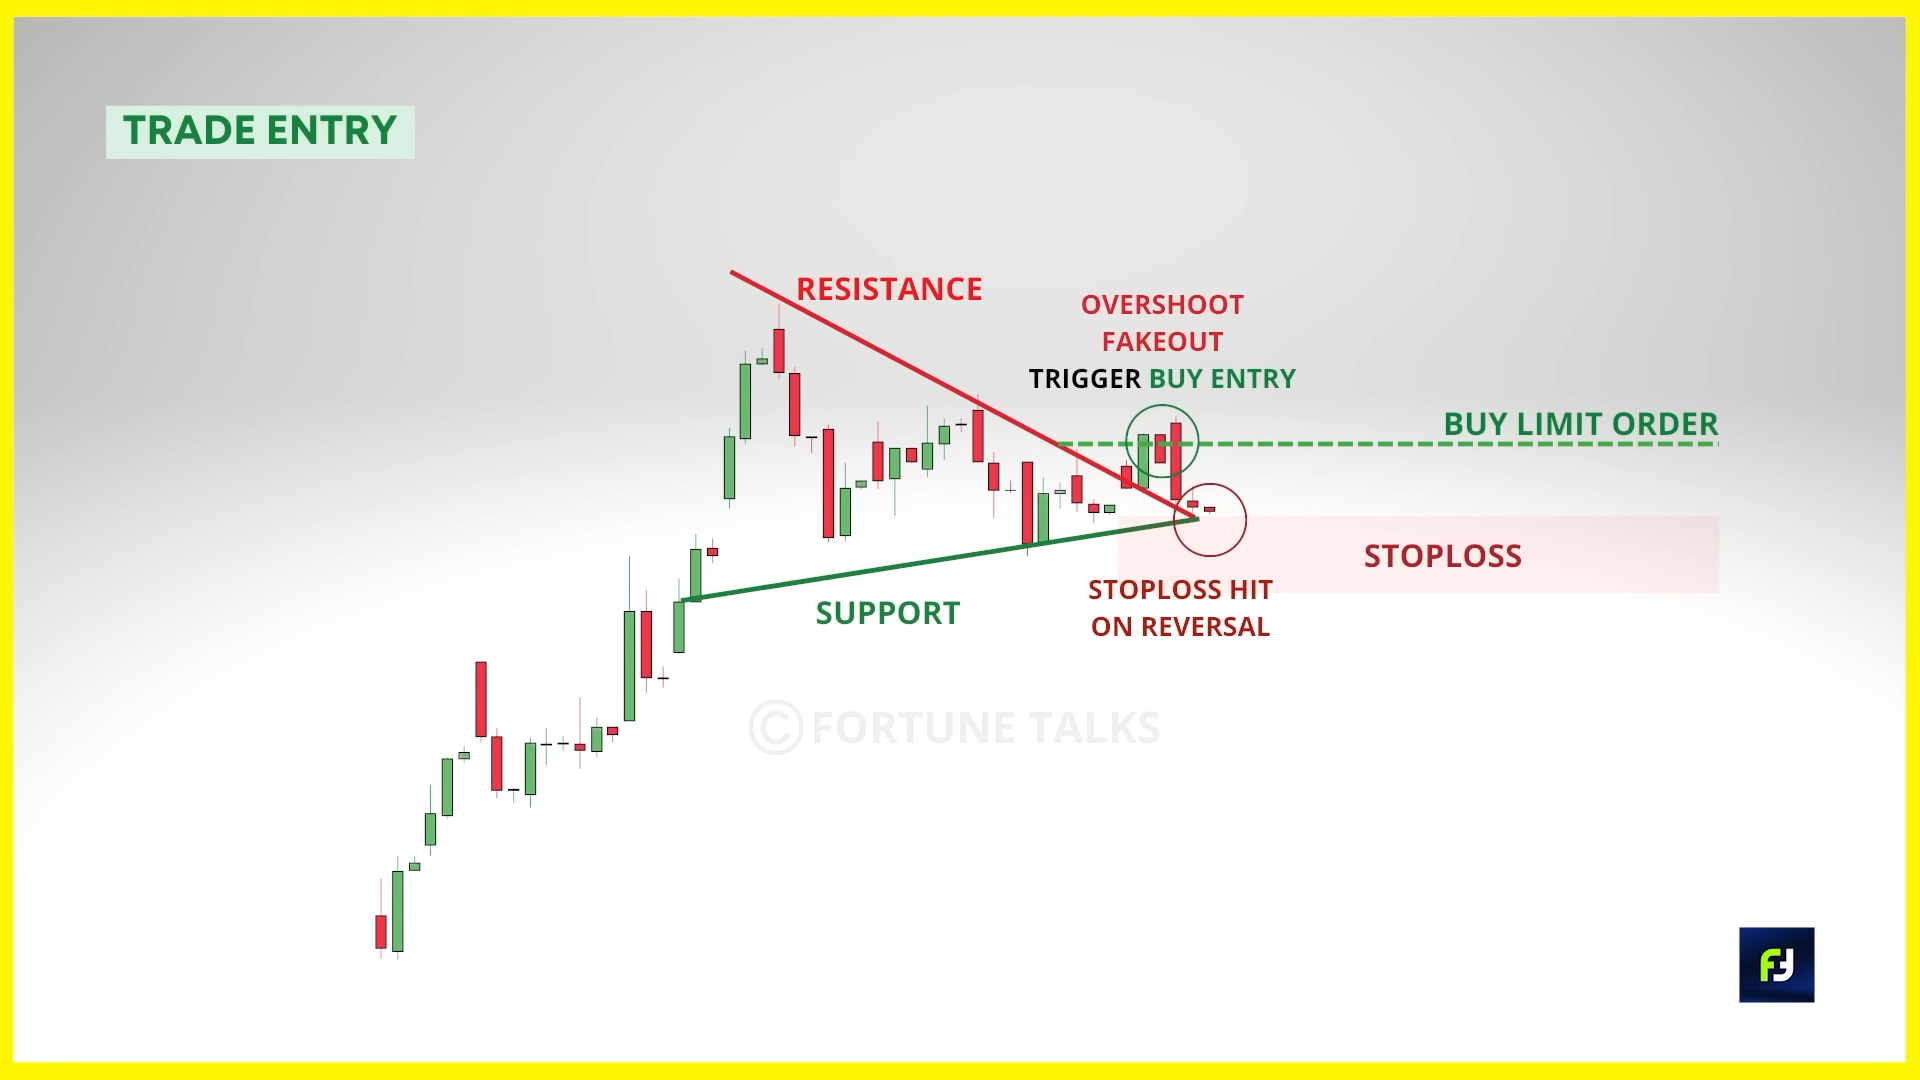 TRADE ENTRY
RESISTANCE
OVERSHOOT
FAKEOUT
TRIGGER BUY ENTRY
BUY LIMIT ORDER
STOPLOSS
STOPLOSS HIT
ON REVERSAL
SUPPORT
© FORTUNE TALKS